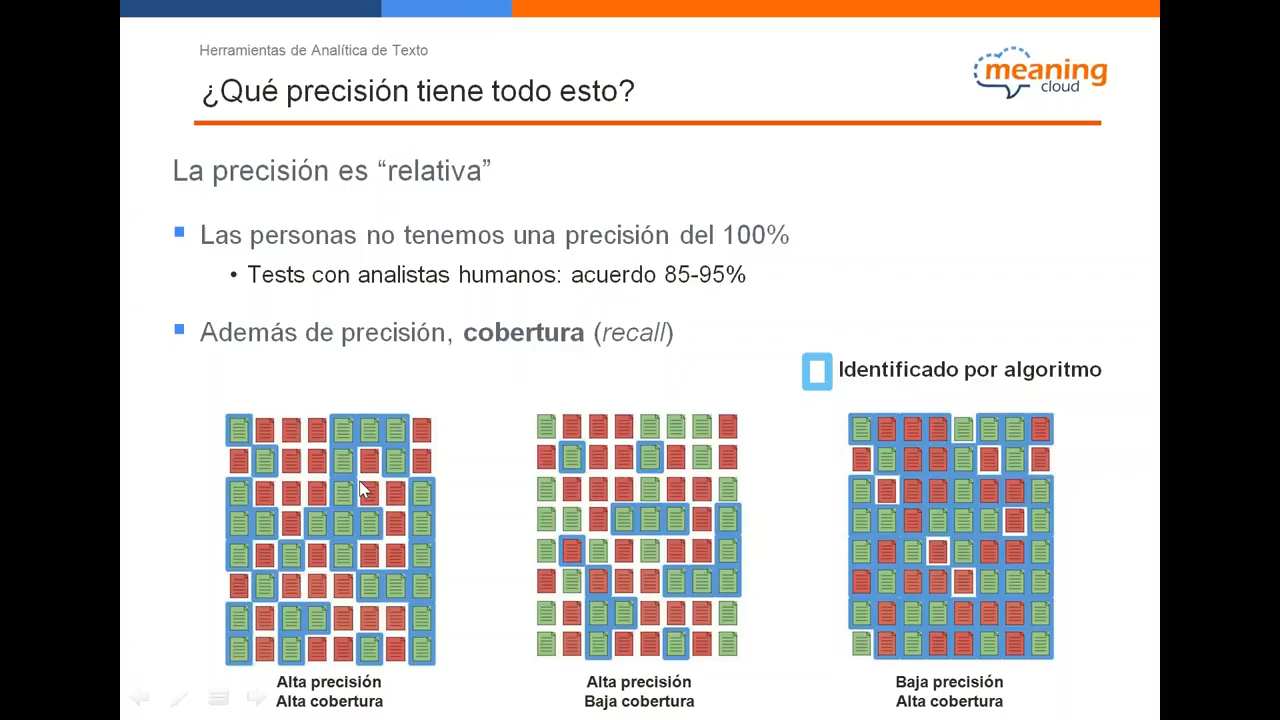 Herramientas de Analítica de Texto
¿Qué precisión tiene todo esto?
meaning
cloud
La precisión es “relativa”
Las personas no tenemos una precisión del 100%
• Tests con analistas humanos: acuerdo 85-95%
Además de precisión, cobertura (recall)
Identificado por algoritmo
Alta precisión
Alta cobertura
Alta precisión
Baja cobertura
Baja precisión
Alta cobertura